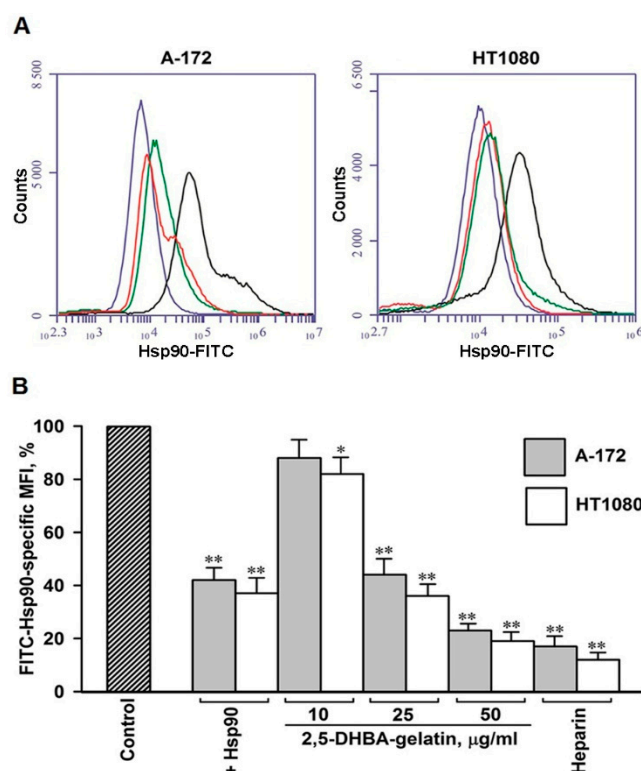 A
A-172
HT1080
8 500
5 000
0
Counts
10^2.3 10^3 10^4 10^5 10^6 10^7
Hsp90-FITC
6 500
4 000
2 000
0
Counts
10^2.7 10^4 10^5 10^6
Hsp90-FITC
B
FITC-Hsp90-specific MFI, %
100
80
60
40
20
0
** ** * ** ** ** ** ** **
A-172
HT1080
Control
+ Hsp90
10 25 50
2,5-DHBA-gelatin, μg/ml
Heparin